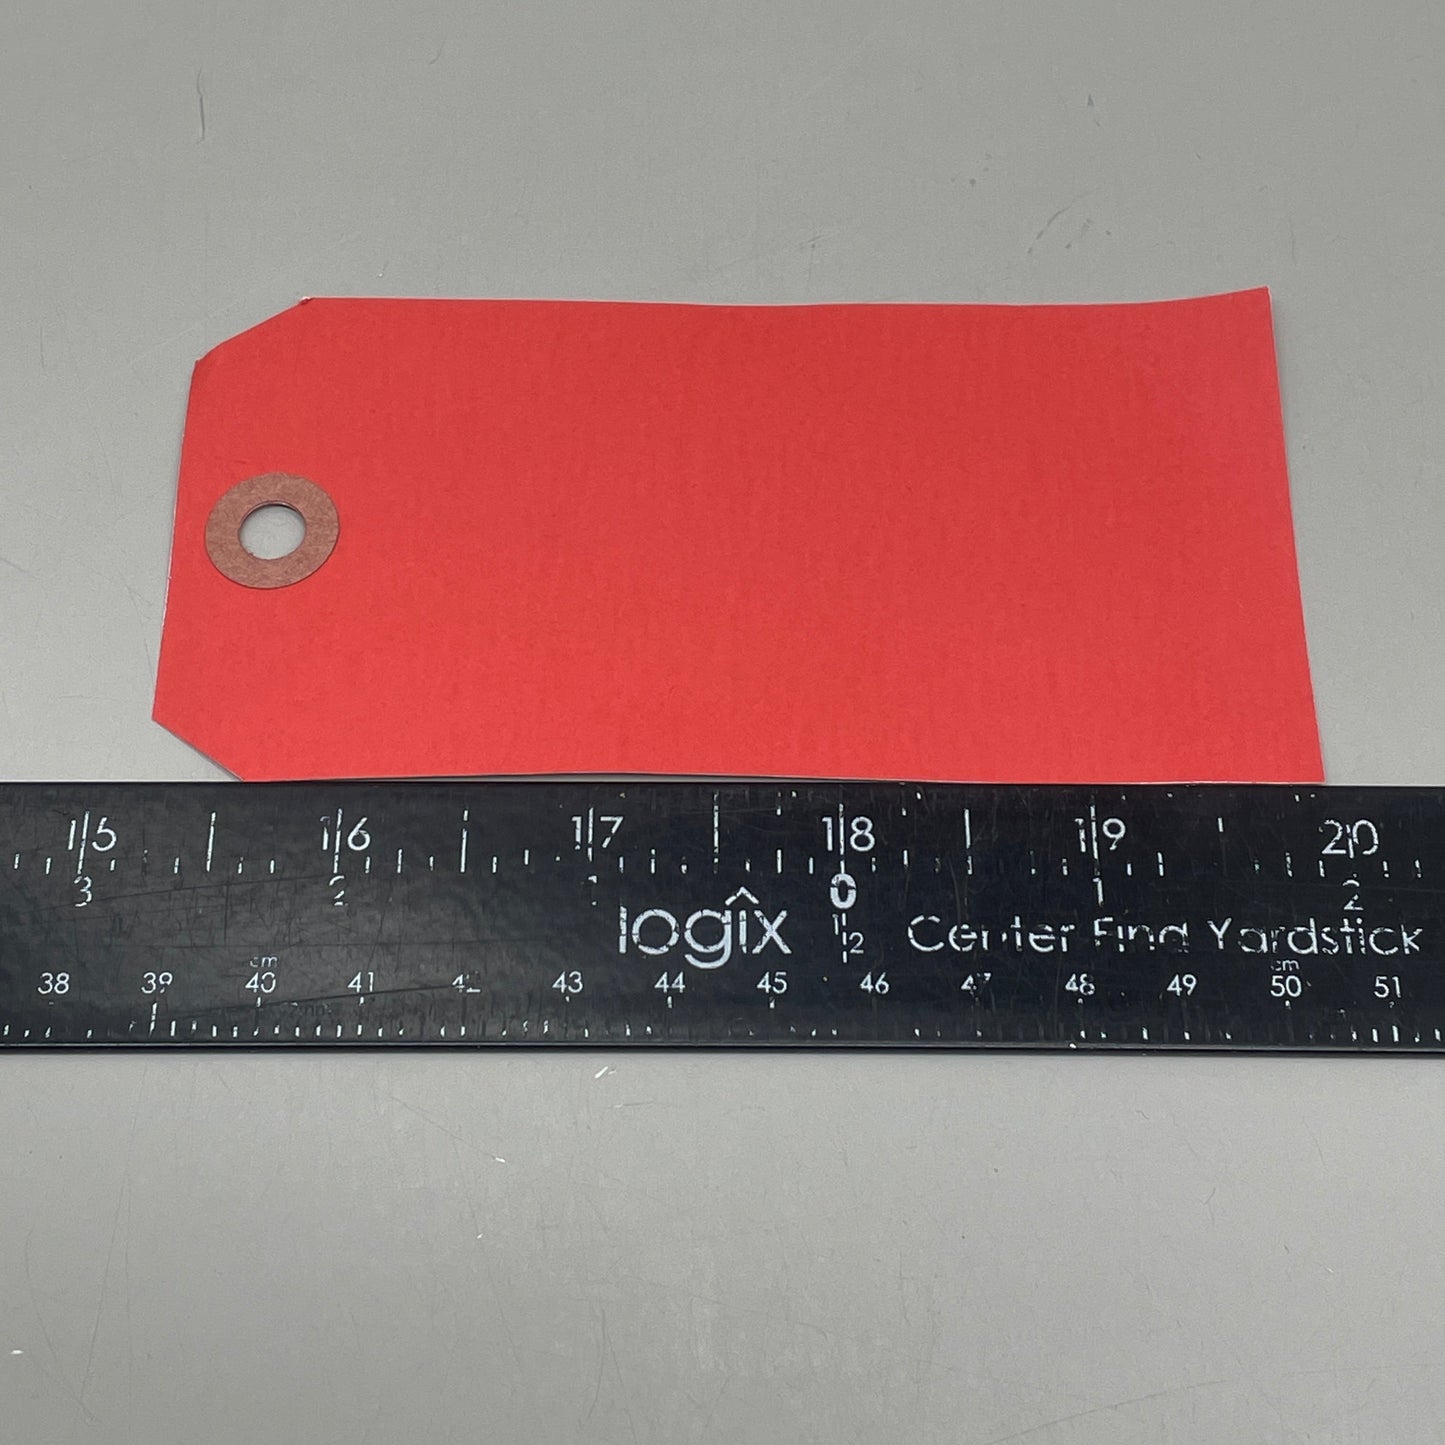 15 16 17 18 19 20
3 2 1 0 1 2
logix 1/2 Center Find Yardstick
cm cm
38 39 40 41 42 43 44 45 46 47 48 49 50 51